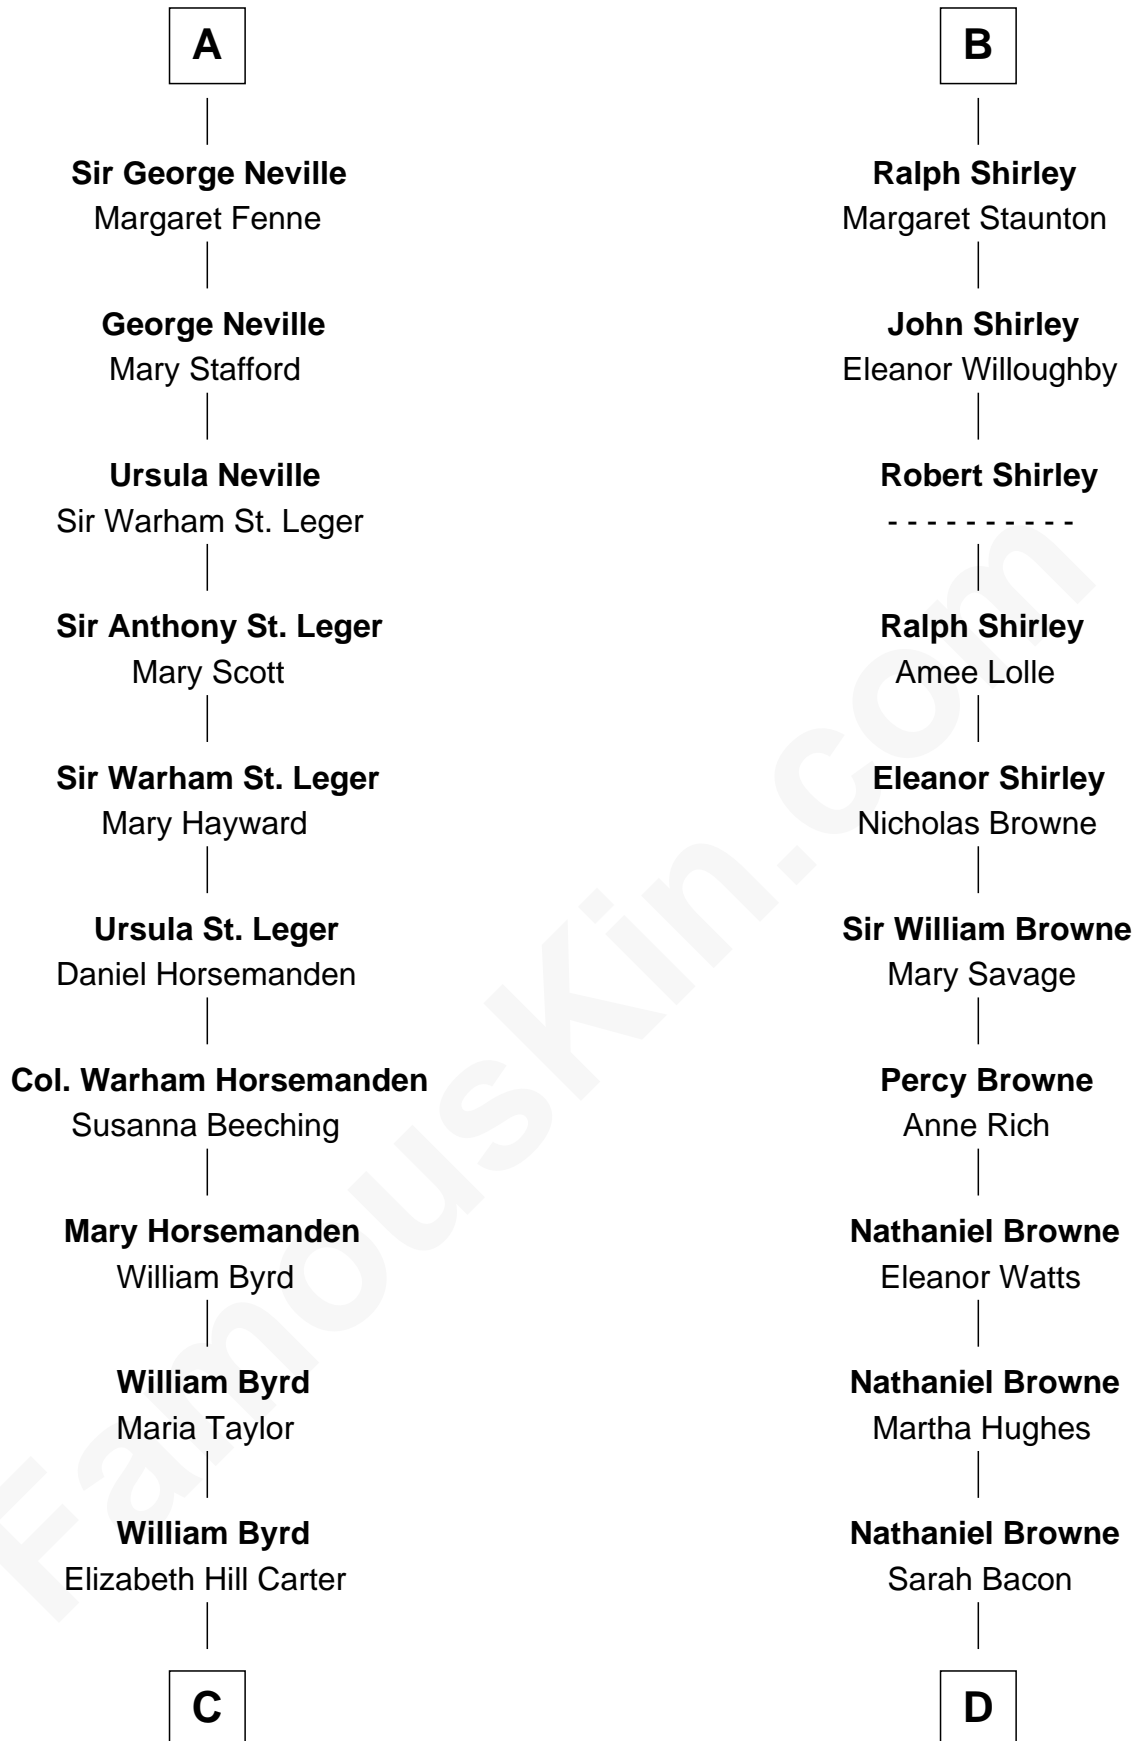 A
Sir George Neville
Margaret Fenne
George Neville
Mary Stafford
Ursula Neville
Sir Warham St. Leger
Sir Anthony St. Leger
Mary Scott
Sir Warham St. Leger
Mary Hayward
Ursula St. Leger
Daniel Horsemanden
Col. Warham Horsemanden
Susanna Beeching
Mary Horsemanden
William Byrd
William Byrd
Maria Taylor
William Byrd
Elizabeth Hill Carter
C
B
Ralph Shirley
Margaret Staunton
John Shirley
Eleanor Willoughby
Robert Shirley
- - - - - - - - - -
Ralph Shirley
Amee Lolle
Eleanor Shirley
Nicholas Browne
Sir William Browne
Mary Savage
Percy Browne
Anne Rich
Nathaniel Browne
Eleanor Watts
Nathaniel Browne
Martha Hughes
Nathaniel Browne
Sarah Bacon
D
FamousKin.com